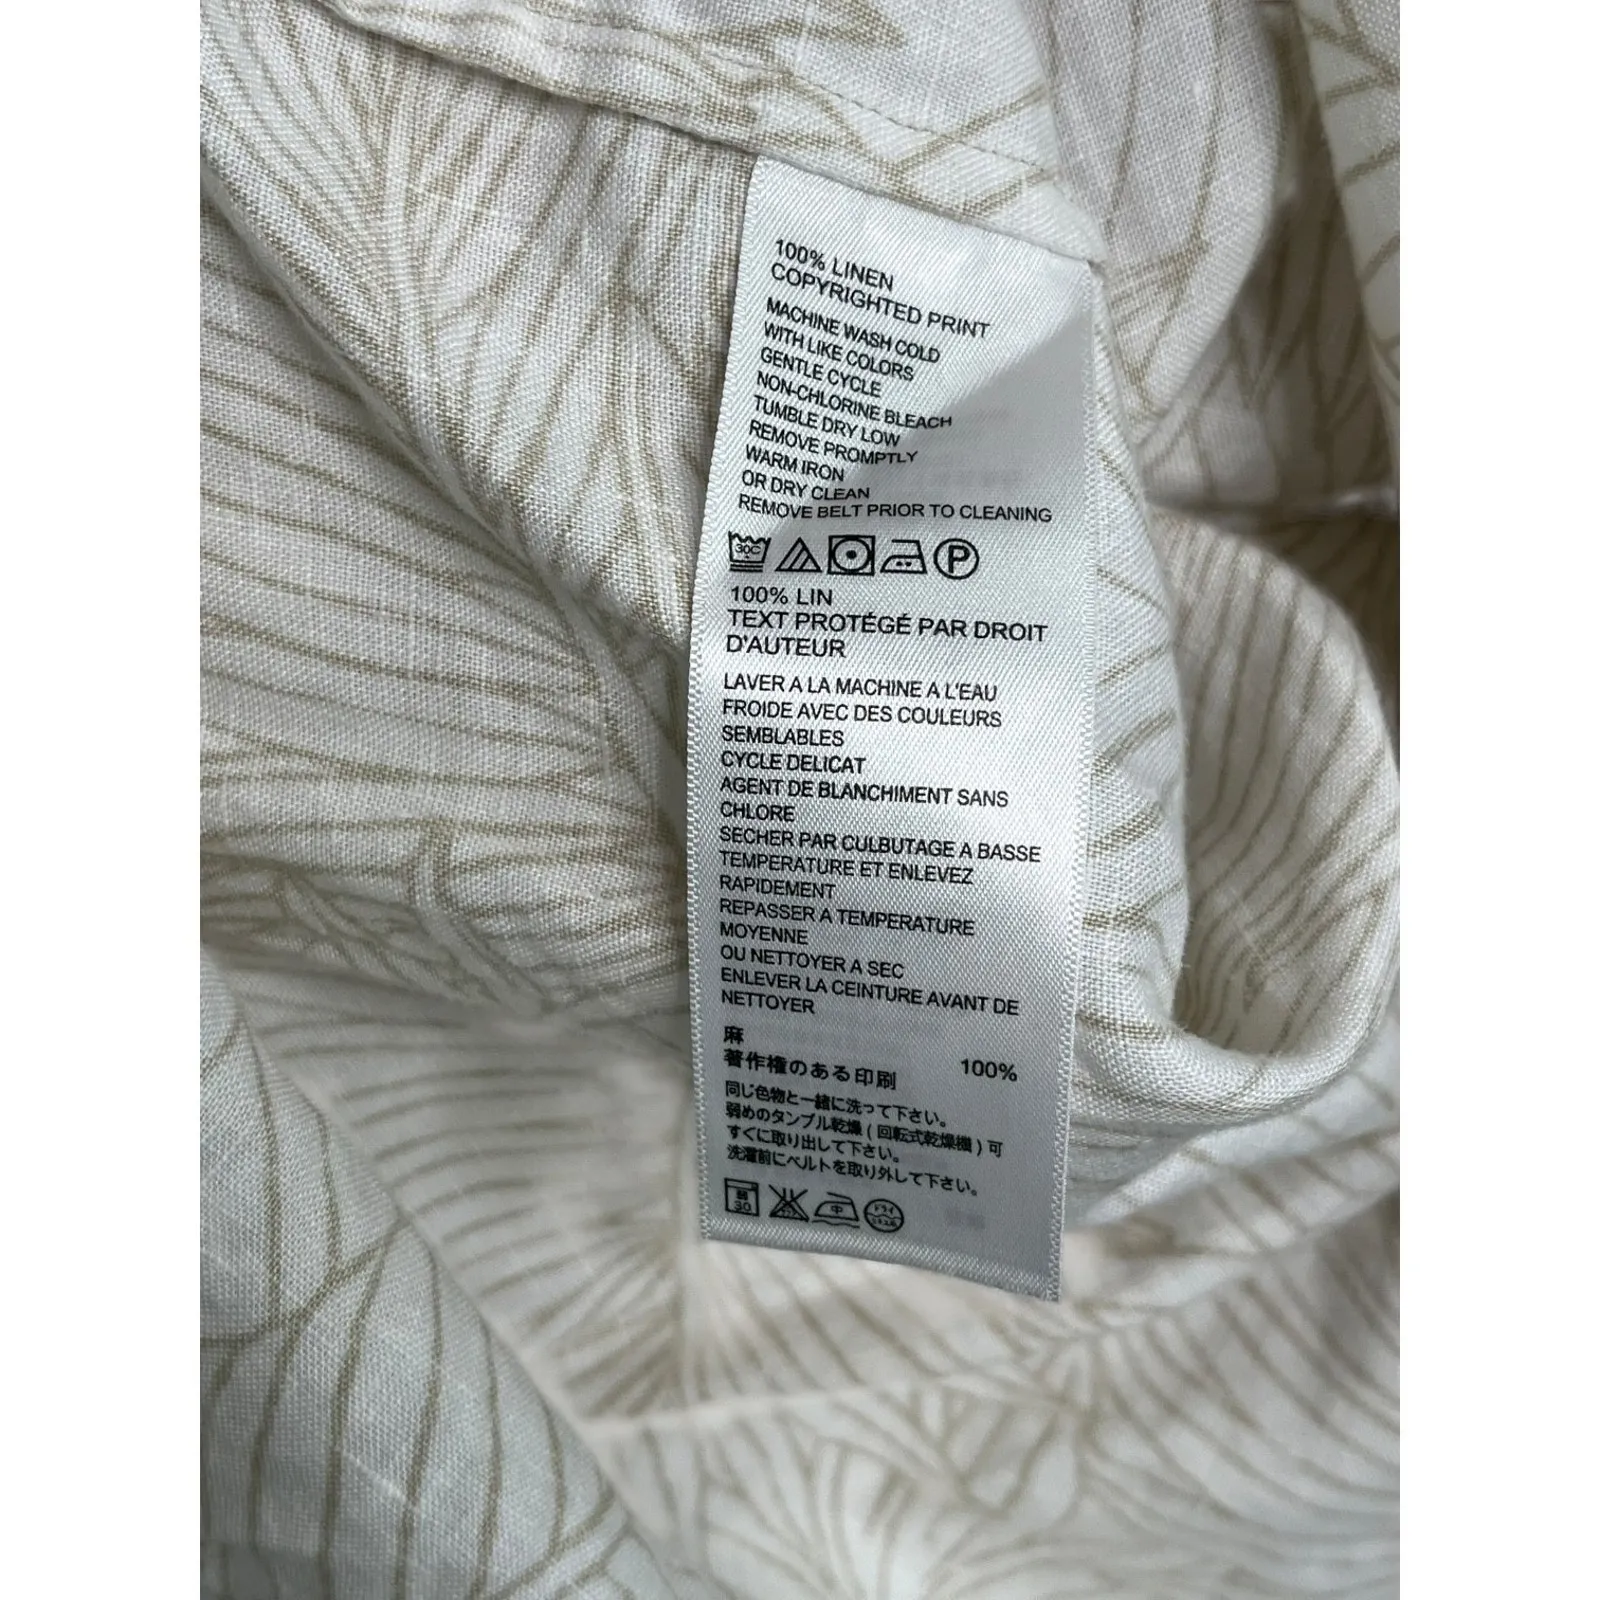 100% LINEN
COPYRIGHTED PRINT
MACHINE WASH COLD
WITH LIKE COLORS
GENTLE CYCLE
NON-CHLORINE BLEACH
TUMBLE DRY LOW
REMOVE PROMPTLY
WARM IRON
OR DRY CLEAN
REMOVE BELT PRIOR TO CLEANING
30C P
100% LIN
TEXT PROTÉGÉ PAR DROIT
D'AUTEUR
LAVER A LA MACHINE A L'EAU
FROIDE AVEC DES COULEURS
SEMBLABLES
CYCLE DELICAT
AGENT DE BLANCHIMENT SANS
CHLORE
SECHER PAR CULBUTAGE A BASSE
TEMPERATURE ET ENLEVEZ
RAPIDEMENT
REPASSER A TEMPERATURE
MOYENNE
OU NETTOYER A SEC
ENLEVER LA CEINTURE AVANT DE
NETTOYER
麻 100%
著作権のある印刷
同じ色物と一緒に洗って下さい。
弱めのタンブル乾燥(回転式乾燥機)可
すぐに取り出して下さい。
洗濯前にベルトを取り外して下さい。
30 中 ドライ